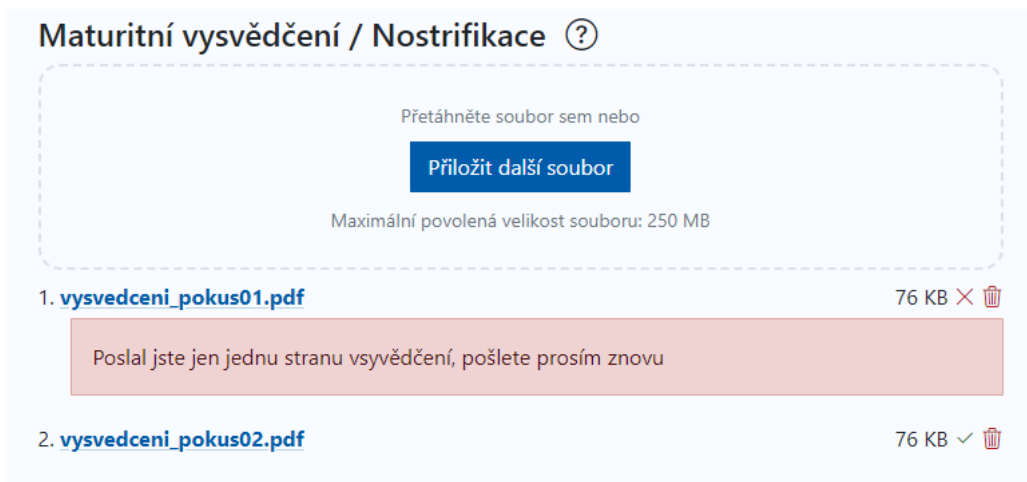 Maturitní vysvědčení / Nostrifikace ?
Přetáhněte soubor sem nebo
Přiložit další soubor
Maximální povolená velikost souboru: 250 MB
1. vysvedceni_pokus01.pdf 76 KB
Poslal jste jen jednu stranu vsyvědčení, pošlete prosím znovu
2. vysvedceni_pokus02.pdf 76 KB